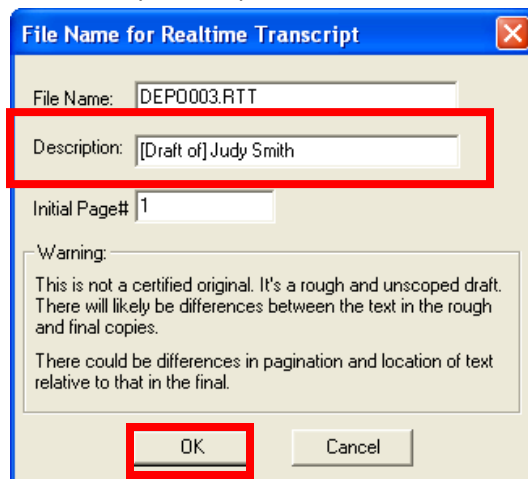 File Name for Realtime Transcript
File Name: DEPO003.RTT
Description: [Draft of] Judy Smith
Initial Page# 1
Warning:
This is not a certified original. It's a rough and unscoped draft.
There will likely be differences between the text in the rough
and final copies.
There could be differences in pagination and location of text
relative to that in the final.
OK Cancel